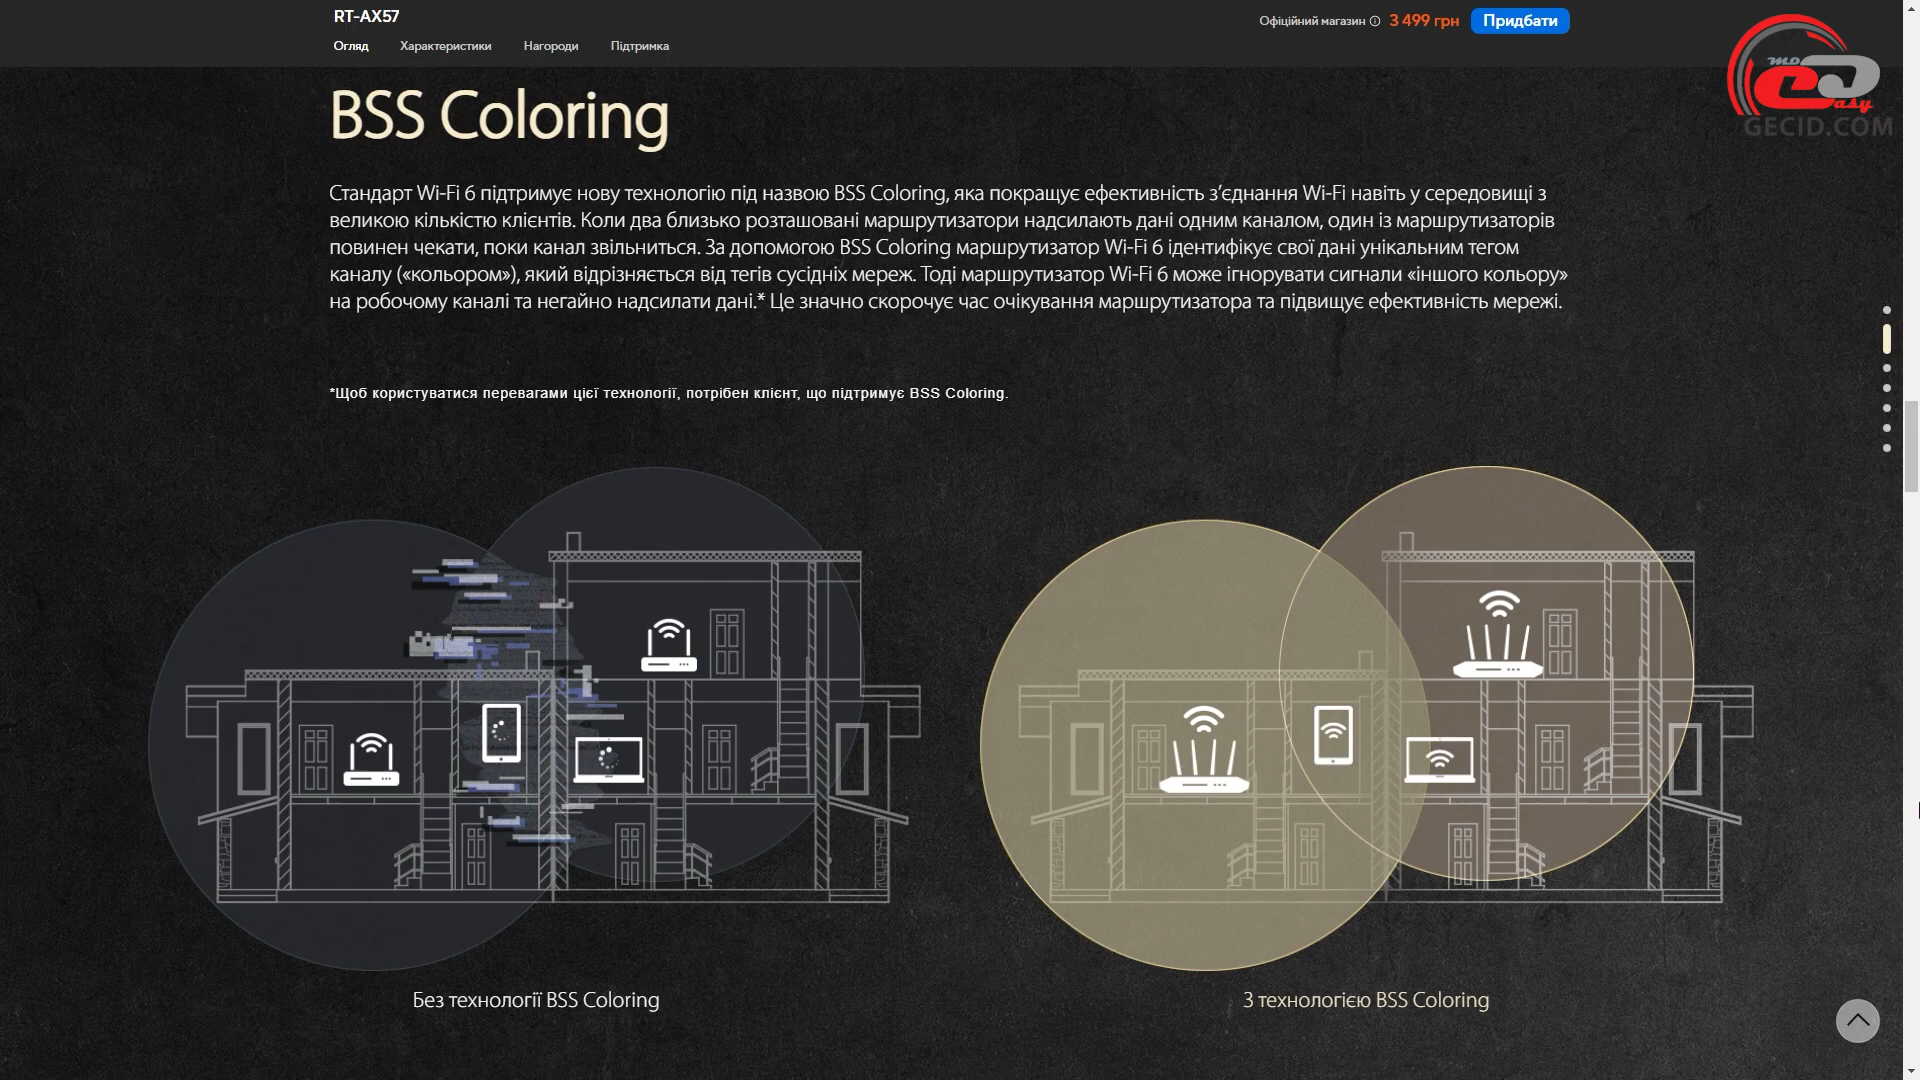 RT-AX57
Офіційний магазин 3 499 грн Придбати
Огляд Характеристики Нагороди Підтримка
mo
easy
GECID.COM
BSS Coloring
Стандарт Wi-Fi 6 підтримує нову технологію під назвою BSS Coloring, яка покращує ефективність з’єднання Wi-Fi навіть у середовищі з
великою кількістю клієнтів. Коли два близько розташовані маршрутизатори надсилають дані одним каналом, один із маршрутизаторів
повинен чекати, поки канал звільниться. За допомогою BSS Coloring маршрутизатор Wi-Fi 6 ідентифікує свої дані унікальним тегом
каналу («кольором»), який відрізняється від тегів сусідніх мереж. Тоді маршрутизатор Wi-Fi 6 може ігнорувати сигнали «іншого кольору»
на робочому каналі та негайно надсилати дані.* Це значно скорочує час очікування маршрутизатора та підвищує ефективність мережі.
*Щоб користуватися перевагами цієї технології, потрібен клієнт, що підтримує BSS Coloring.
Без технології BSS Coloring
З технологією BSS Coloring